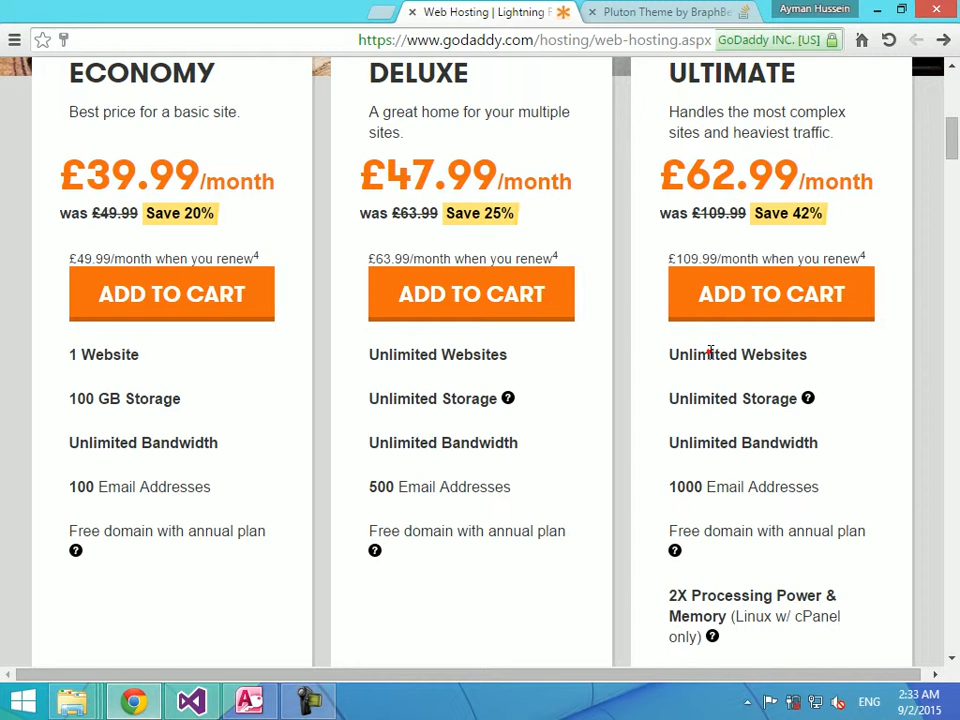 Web Hosting | Lightning F
Pluton Theme by BraphBe
Ayman Hussein
https://www.godaddy.com/hosting/web-hosting.aspx
GoDaddy INC. [US]
ECONOMY
Best price for a basic site.
£39.99/month
was £49.99 Save 20%
£49.99/month when you renew4
ADD TO CART
1 Website
100 GB Storage
Unlimited Bandwidth
100 Email Addresses
Free domain with annual plan
?
DELUXE
A great home for your multiple
sites.
£47.99/month
was £63.99 Save 25%
£63.99/month when you renew4
ADD TO CART
Unlimited Websites
Unlimited Storage ?
Unlimited Bandwidth
500 Email Addresses
Free domain with annual plan
?
ULTIMATE
Handles the most complex
sites and heaviest traffic.
£62.99/month
was £109.99 Save 42%
£109.99/month when you renew4
ADD TO CART
Unlimited Websites
Unlimited Storage ?
Unlimited Bandwidth
1000 Email Addresses
Free domain with annual plan
?
2X Processing Power &
Memory (Linux w/ cPanel
only) ?
ENG
2:33 AM
9/2/2015